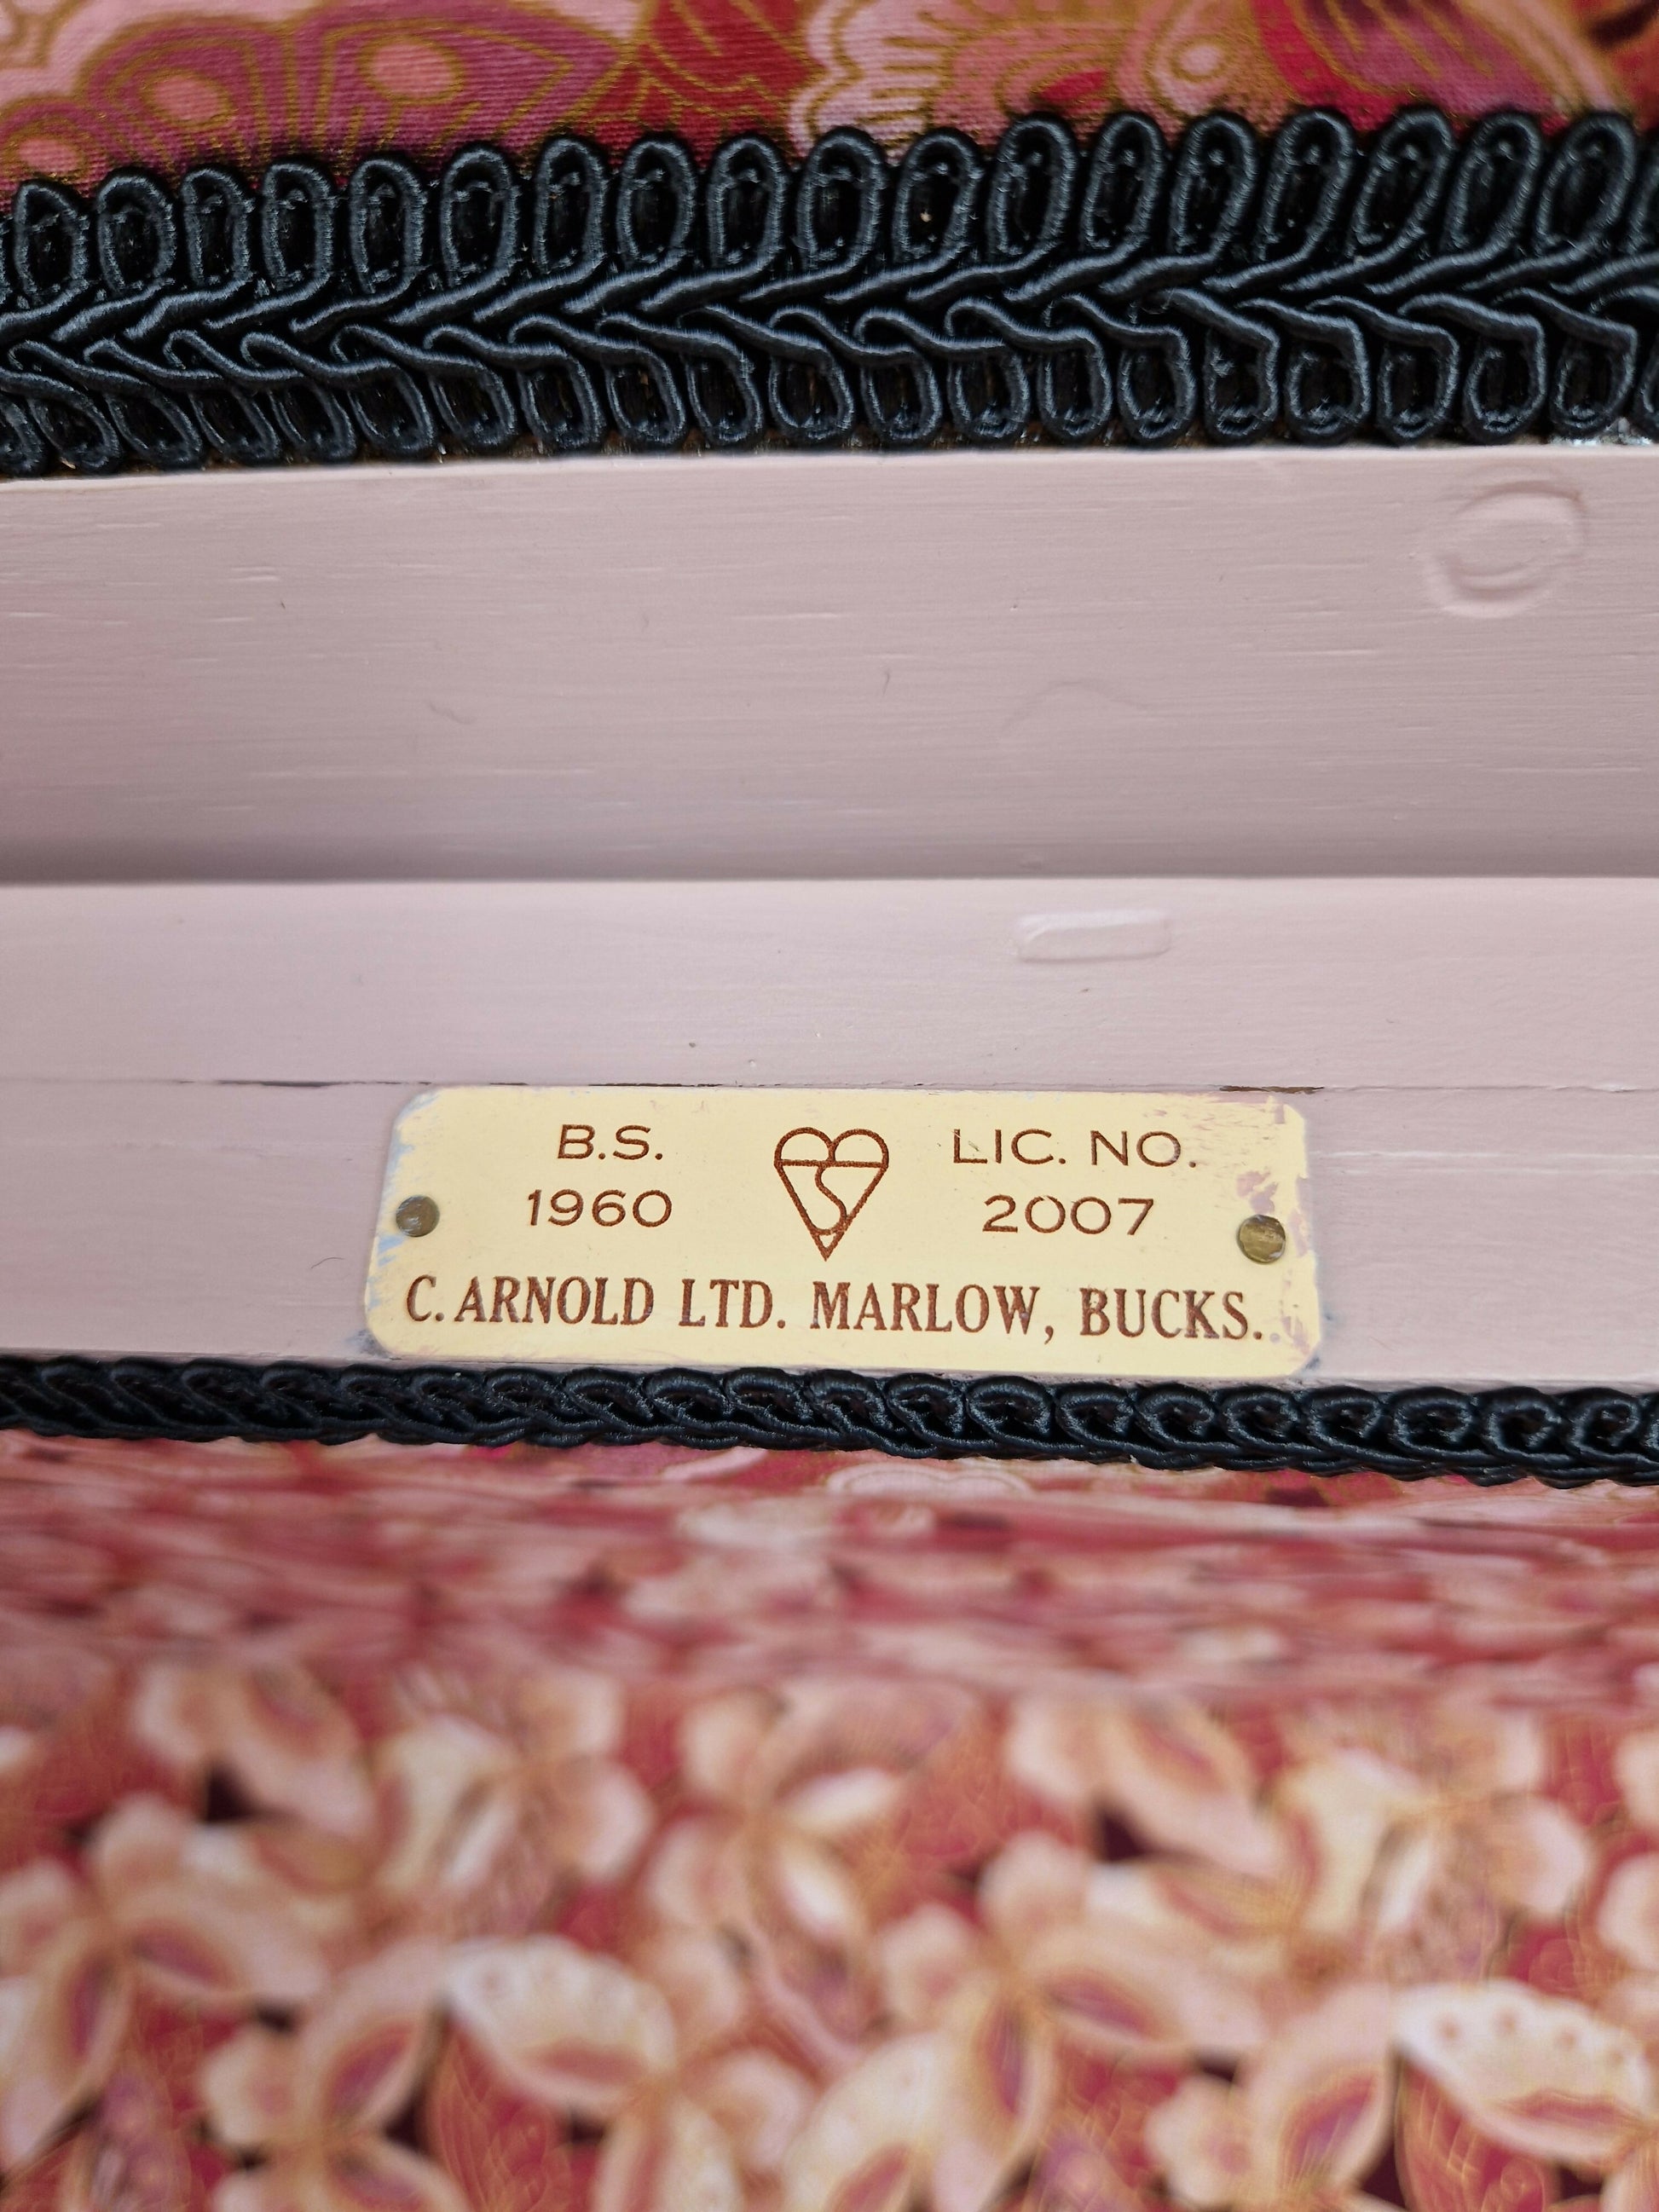 B.S. LIC. NO.
1960 2007
C. ARNOLD LTD. MARLOW, BUCKS.